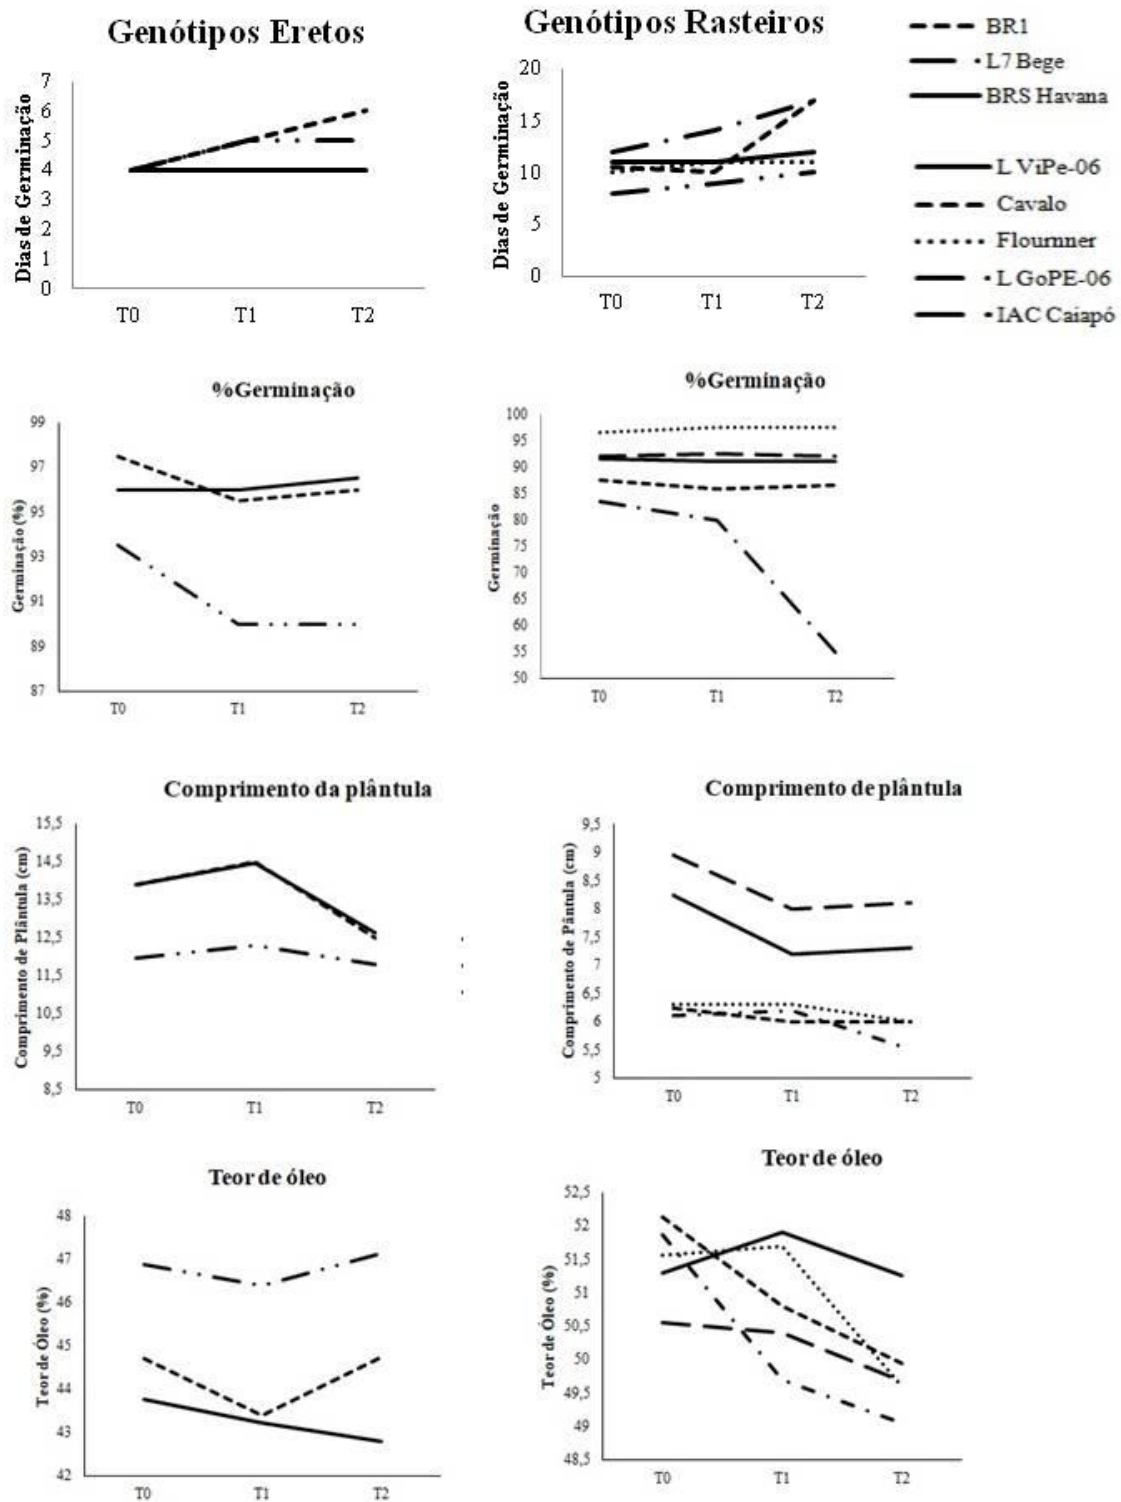 Genótipos Eretos
Genótipos Rasteiros
BR1
L7 Bege
BRS Havana
L ViPe-06
Cavalo
Flournner
L GoPE-06
IAC Caiapó
Dias de Germinação
7
6
5
4
3
2
1
0
T0 T1 T2
Dias de Germinação
20
15
10
5
0
T0 T1 T2
%Germinação
Germinação (%)
99
97
95
93
91
89
87
T0 T1 T2
%Germinação
Germinação
100
95
90
85
80
75
70
65
60
55
50
T0 T1 T2
Comprimento da plântula
Comprimento de Plântula (cm)
15,5
14,5
13,5
12,5
11,5
10,5
9,5
8,5
T0 T1 T2
Comprimento de plântula
Comprimento de Pântula (cm)
9,5
9
8,5
8
7,5
7
6,5
6
5,5
5
T0 T1 T2
Teor de óleo
Teor de Óleo (%)
48
47
46
45
44
43
42
T0 T1 T2
Teor de óleo
Teor de Óleo (%)
52,5
52
51,5
51
50,5
50
49,5
49
48,5
T0 T1 T2